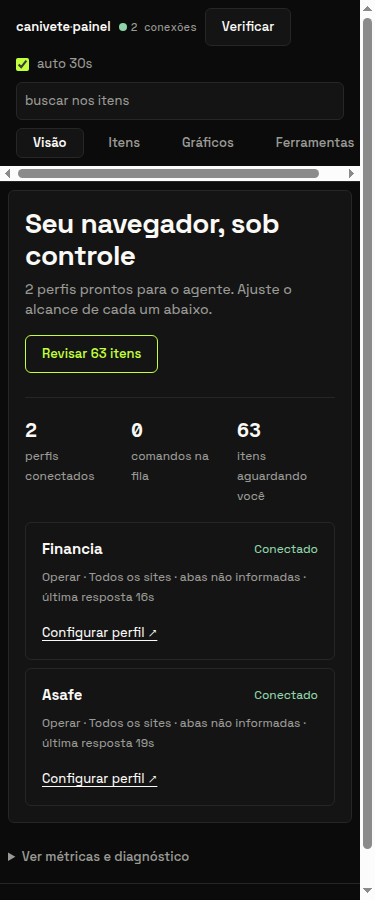 canivete·painel 2 conexões Verificar
auto 30s
buscar nos itens
Visão Itens Gráficos Ferramentas
Seu navegador, sob
controle
2 perfis prontos para o agente. Ajuste o
alcance de cada um abaixo.
Revisar 63 itens
2 0 63
perfis comandos na itens
conectados fila aguardando
você
Financia Conectado
Operar · Todos os sites · abas não informadas ·
última resposta 16s
Configurar perfil ↗
Asafe Conectado
Operar · Todos os sites · abas não informadas ·
última resposta 19s
Configurar perfil ↗
Ver métricas e diagnóstico